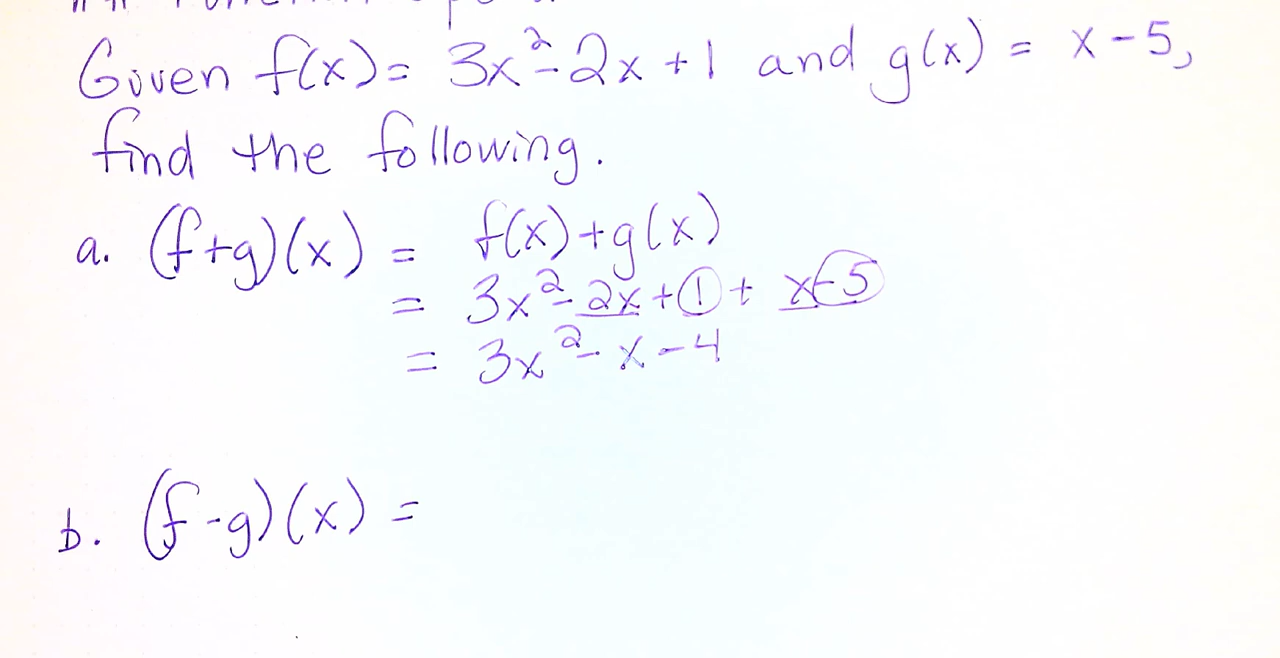 Given f(x) = 3x² - 2x + 1 and g(x) = x - 5,
find the following.
a. (f+g)(x) = f(x) + g(x)
= 3x² - 2x + 1 + x - 5
= 3x² - x - 4
b. (f - g)(x) =